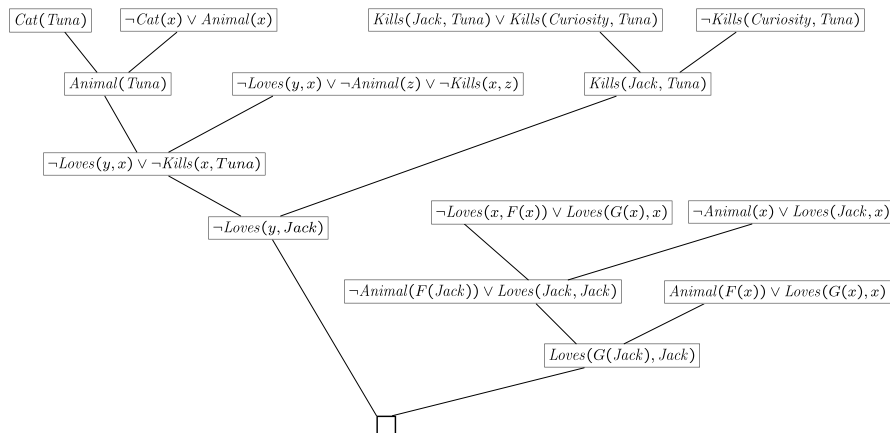 Cat(Tuna)
¬Cat(x) ∨ Animal(x)
Kills(Jack, Tuna) ∨ Kills(Curiosity, Tuna)
¬Kills(Curiosity, Tuna)
Animal(Tuna)
¬Loves(y, x) ∨ ¬Animal(z) ∨ ¬Kills(x, z)
Kills(Jack, Tuna)
¬Loves(y, x) ∨ ¬Kills(x, Tuna)
¬Loves(y, Jack)
¬Loves(x, F(x)) ∨ Loves(G(x), x)
¬Animal(x) ∨ Loves(Jack, x)
¬Animal(F(Jack)) ∨ Loves(Jack, Jack)
Animal(F(x)) ∨ Loves(G(x), x)
Loves(G(Jack), Jack)